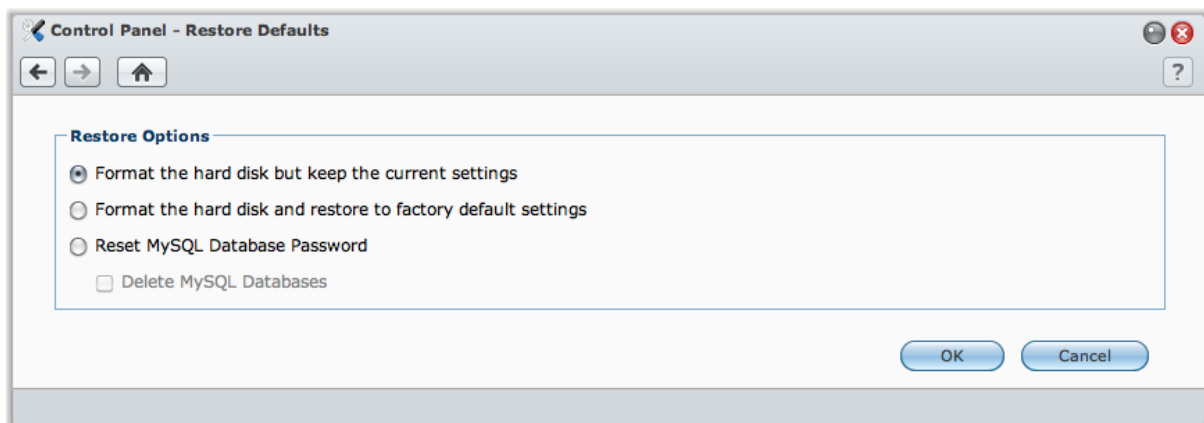 Control Panel - Restore Defaults
?
Restore Options
Format the hard disk but keep the current settings
Format the hard disk and restore to factory default settings
Reset MySQL Database Password
Delete MySQL Databases
OK
Cancel